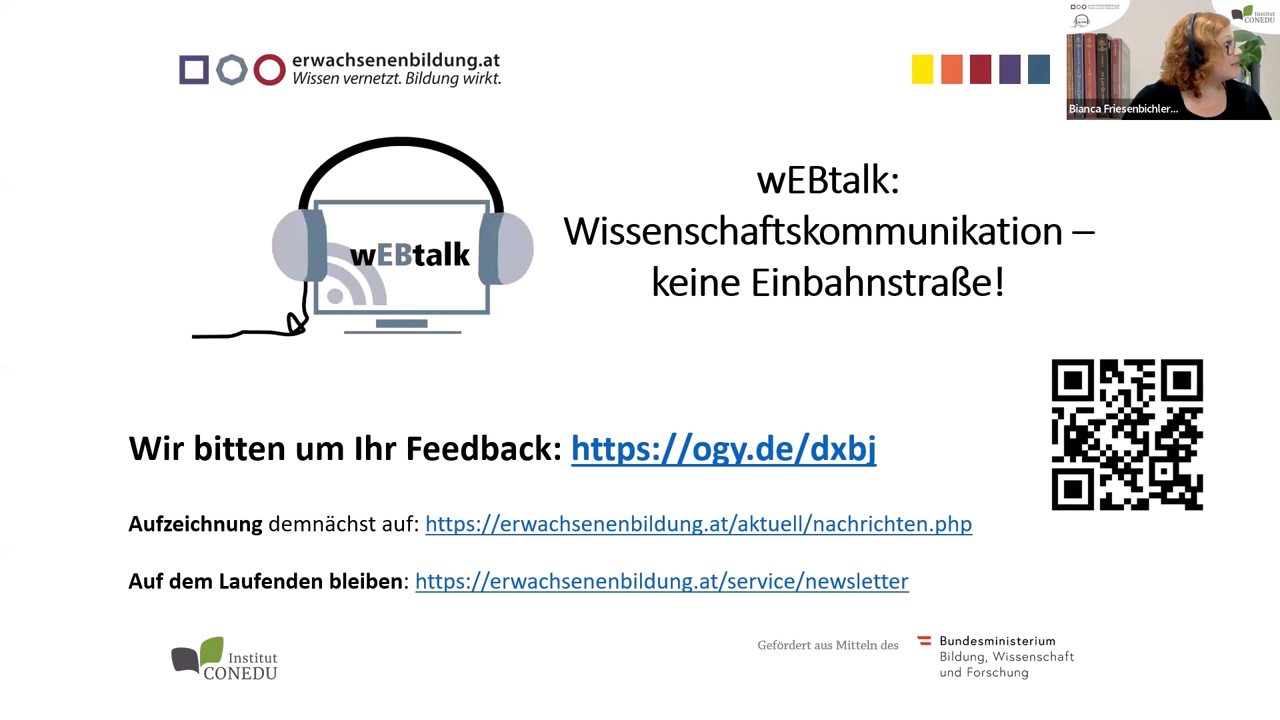 erwachsenenbildung.at
Wissen vernetzt. Bildung wirkt.
Institut
CONEDU
Bianca Friesenbichler...
wEBtalk
wEBtalk:
Wissenschaftskommunikation –
keine Einbahnstraße!
Wir bitten um Ihr Feedback: https://ogy.de/dxbj
Aufzeichnung demnächst auf: https://erwachsenenbildung.at/aktuell/nachrichten.php
Auf dem Laufenden bleiben: https://erwachsenenbildung.at/service/newsletter
Institut
CONEDU
Gefördert aus Mitteln des
Bundesministerium
Bildung, Wissenschaft
und Forschung